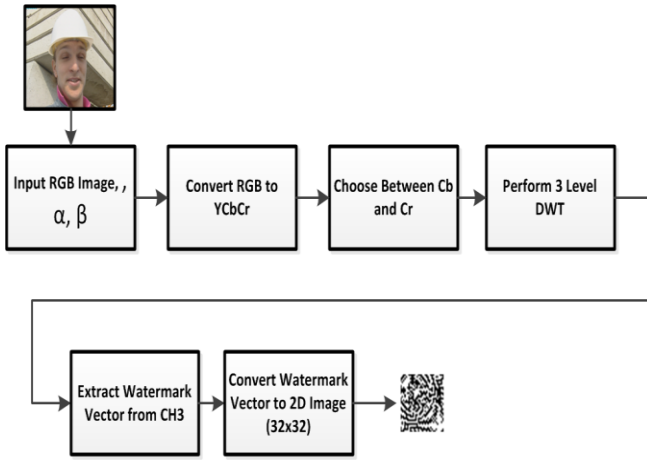 Input RGB Image, ,
α, β
Convert RGB to
YCbCr
Choose Between Cb
and Cr
Perform 3 Level
DWT
Extract Watermark
Vector from CH3
Convert Watermark
Vector to 2D Image
(32x32)